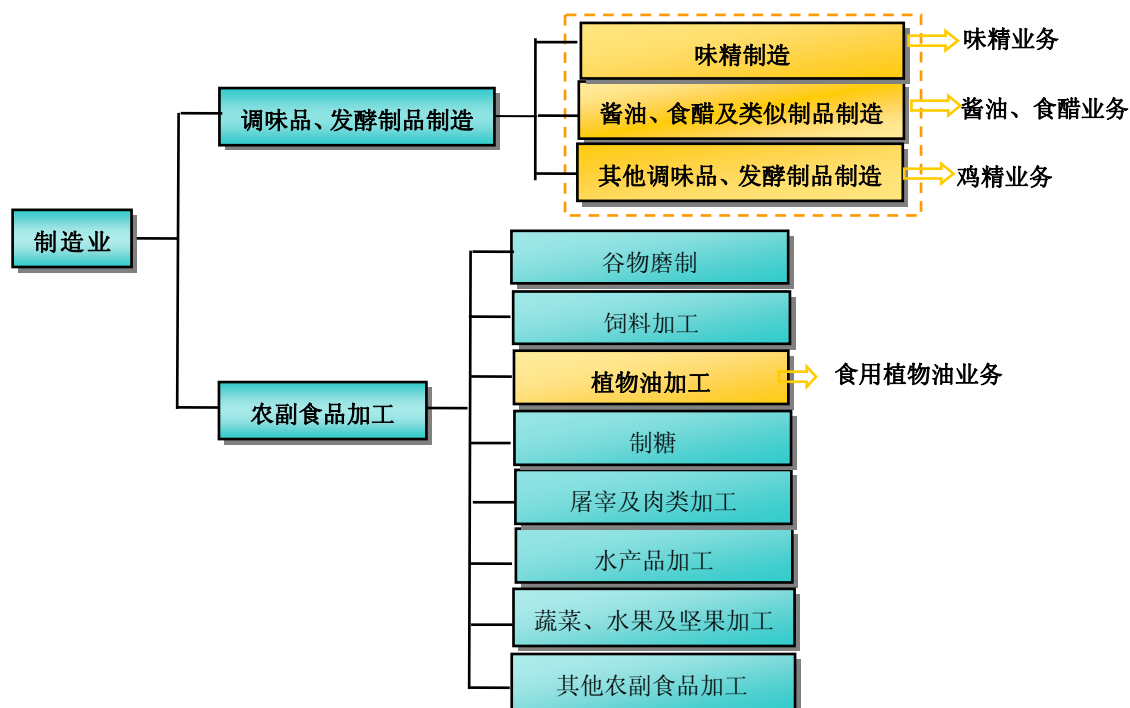 味精制造
味精业务
调味品、发酵制品制造
酱油、食醋及类似制品制造
酱油、食醋业务
其他调味品、发酵制品制造
鸡精业务
制造业
谷物磨制
饲料加工
植物油加工
食用植物油业务
农副食品加工
制糖
屠宰及肉类加工
水产品加工
蔬菜、水果及坚果加工
其他农副食品加工